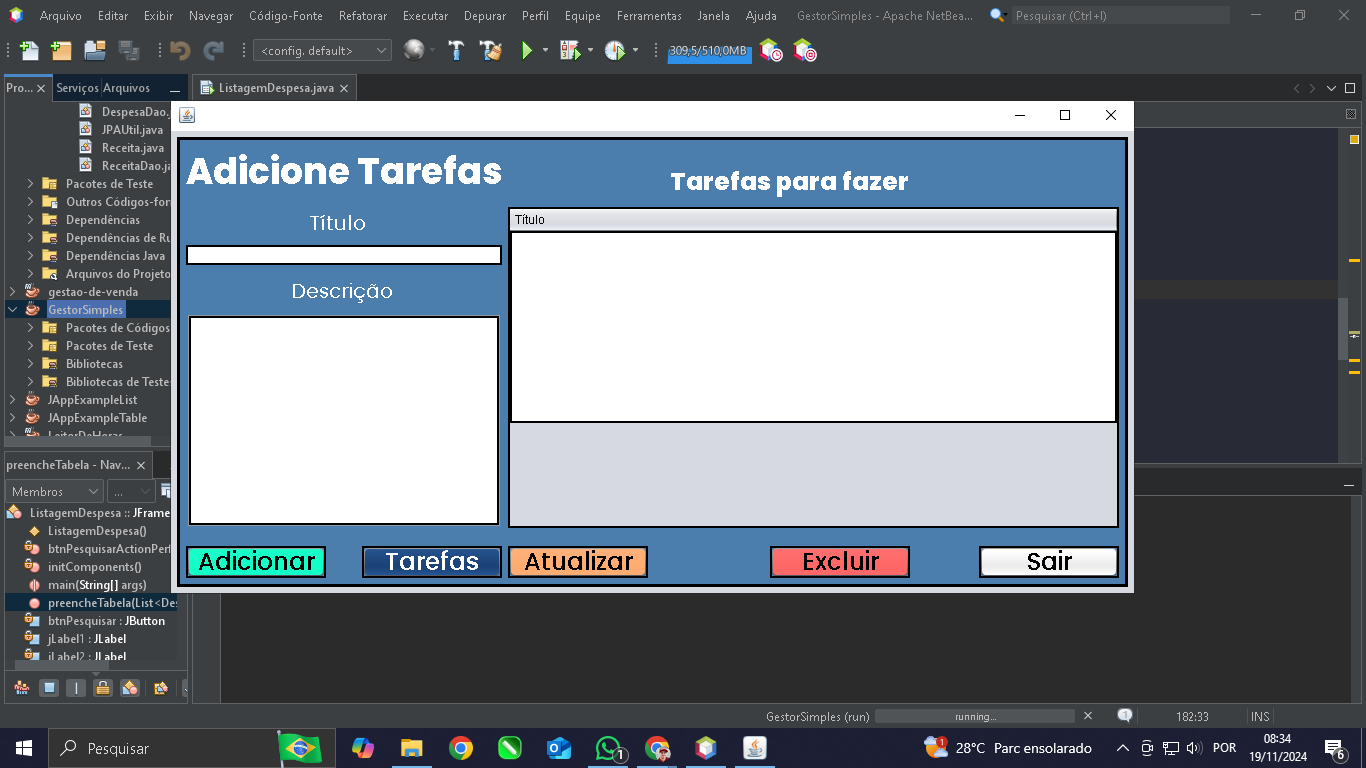 Arquivo Editar Exibir Navegar Código-Fonte Refatorar Executar Depurar Perfil Equipe Ferramentas Janela Ajuda GestorSimples - Apache NetBea... Pesquisar (Ctrl+I)
<config. default> 309,5/510,0MB
Pro... Serviços Arquivos ListagemDespesa.java
DespesaDao.
JPAUtil.java
Receita.java
ReceitaDao.ja
Pacotes de Teste
Outros Códigos-fon
Dependências
Dependências de Ru
Dependências Java
Arquivos do Projeto
gestao-de-venda
GestorSimples
Pacotes de Códigos
Pacotes de Teste
Bibliotecas
Bibliotecas de Testes
JAppExampleList
JAppExampleTable
LeitorDeHoras
Adicione Tarefas
Título
Descrição
Tarefas para fazer
Título
Adicionar Tarefas Atualizar Excluir Sair
preencheTabela - Nav...
Membros ...
ListagemDespesa :: JFrame
ListagemDespesa()
btnPesquisarActionPerf
initComponents()
main(String[] args)
preencheTabela(List<Des
btnPesquisar : JButton
jLabel1 : JLabel
jLabel2 : JLabel
GestorSimples (run) running... 1 182:33 INS
Pesquisar 1 1 28°C Parc ensolarado POR 08:34
19/11/2024 6